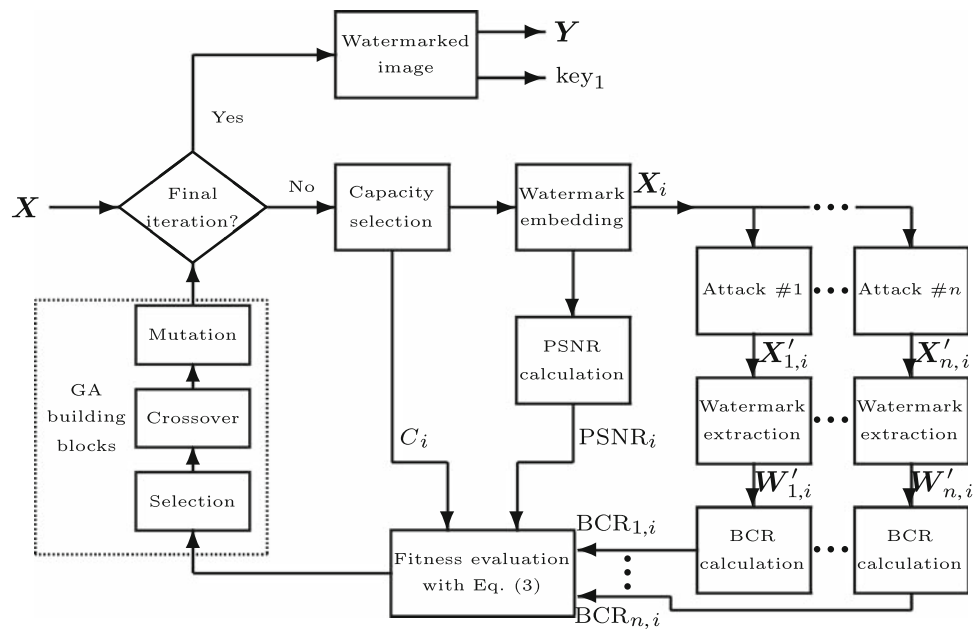 Watermarked
image
Y
key₁
Yes
X
Final
iteration?
No
Capacity
selection
Watermark
embedding
Xᵢ
Attack #1
Attack #n
GA
building
blocks
Mutation
Crossover
Selection
PSNR
calculation
X′₁,ᵢ
X′ₙ,ᵢ
Watermark
extraction
Watermark
extraction
Cᵢ
PSNRᵢ
W′₁,ᵢ
W′ₙ,ᵢ
Fitness evaluation
with Eq. (3)
BCR₁,ᵢ
BCRₙ,ᵢ
BCR
calculation
BCR
calculation